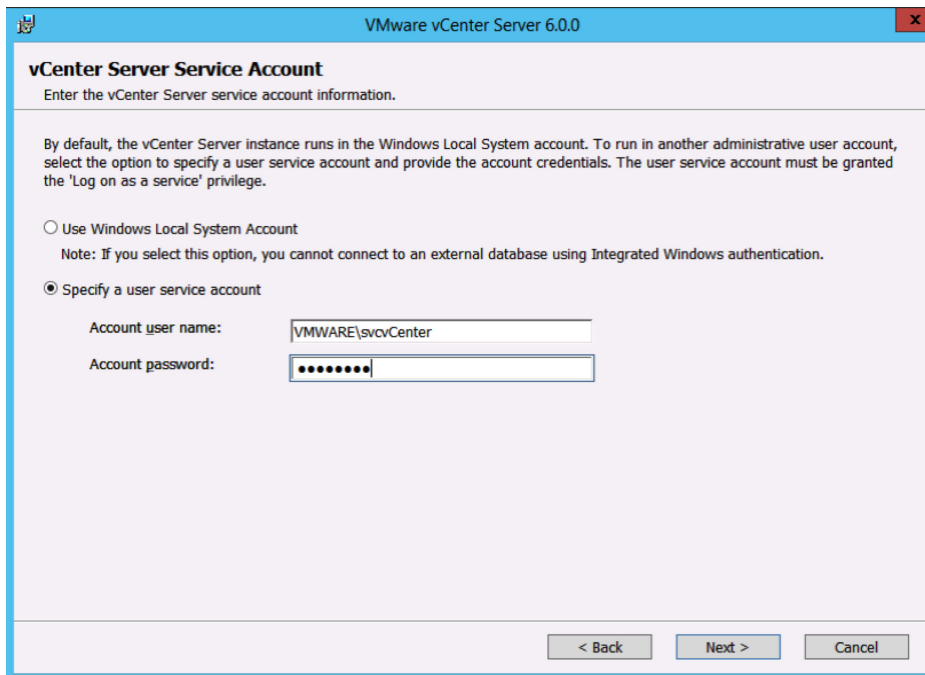 VMware vCenter Server 6.0.0
x
vCenter Server Service Account
Enter the vCenter Server service account information.
By default, the vCenter Server instance runs in the Windows Local System account. To run in another administrative user account,
select the option to specify a user service account and provide the account credentials. The user service account must be granted
the 'Log on as a service' privilege.
Use Windows Local System Account
Note: If you select this option, you cannot connect to an external database using Integrated Windows authentication.
Specify a user service account
Account user name: VMWARE\svcvCenter
Account password: ●●●●●●●●
< Back Next > Cancel